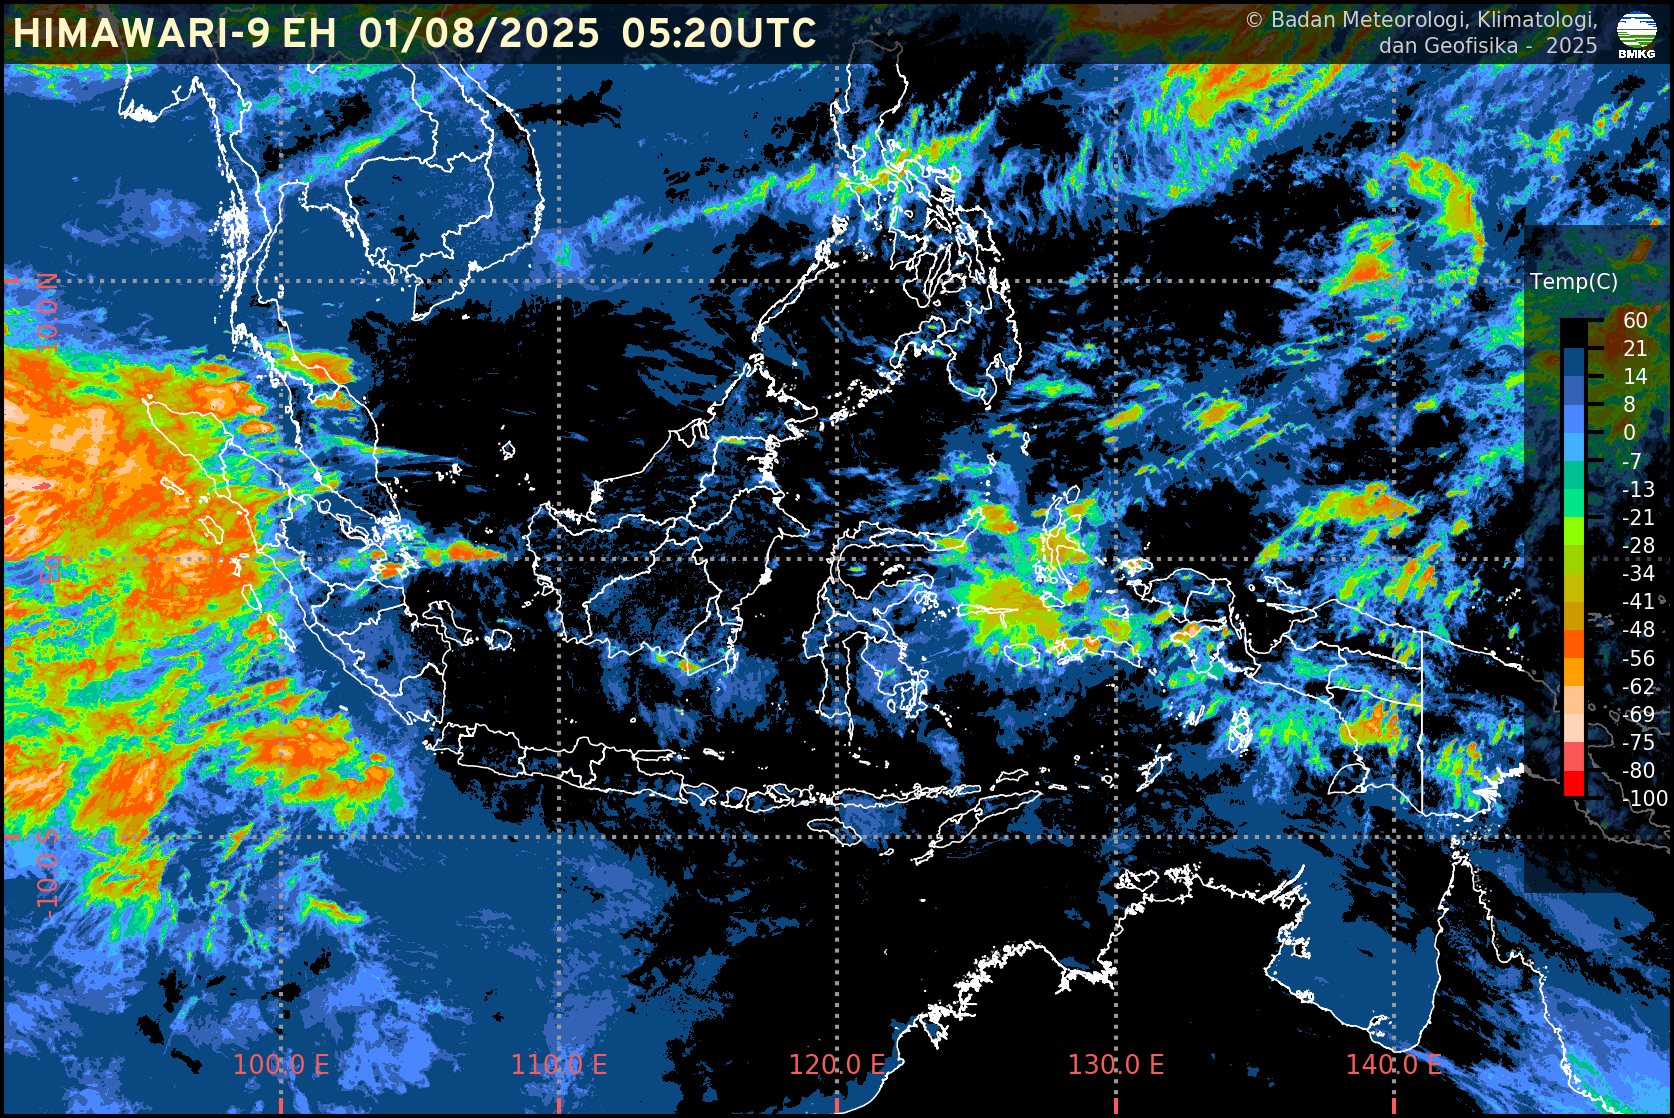 HIMAWARI-9 EH 01/08/2025 05:20UTC
© Badan Meteorologi, Klimatologi,
dan Geofisika - 2025
BMKG
10.0 N
Eq
-10.0 S
Temp(C)
60
21
14
8
0
-7
-13
-21
-28
-34
-41
-48
-56
-62
-69
-75
-80
-100
100.0 E
110.0 E
120.0 E
130.0 E
140.0 E